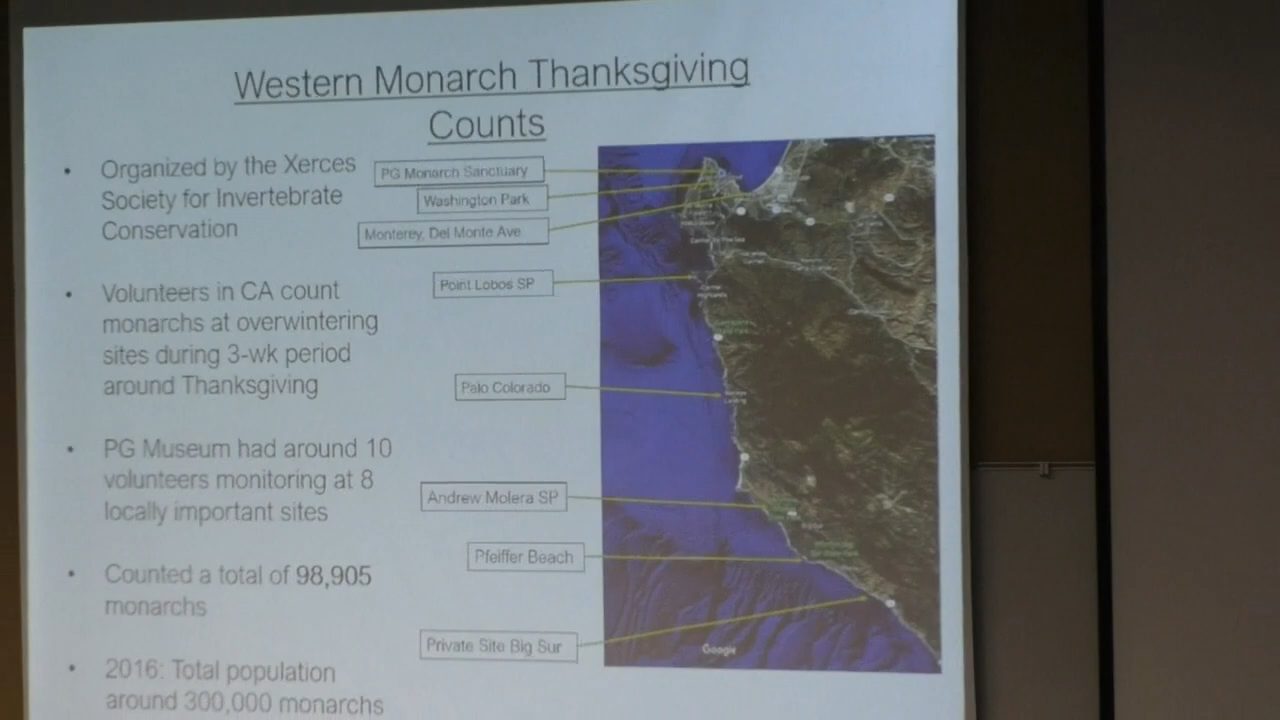 Western Monarch Thanksgiving
Counts
• Organized by the Xerces
Society for Invertebrate
Conservation
• Volunteers in CA count
monarchs at overwintering
sites during 3-wk period
around Thanksgiving
• PG Museum had around 10
volunteers monitoring at 8
locally important sites
• Counted a total of 98,905
monarchs
• 2016: Total population
around 300,000 monarchs
PG Monarch Sanctuary
Washington Park
Monterey, Del Monte Ave
Point Lobos SP
Palo Colorado
Andrew Molera SP
Pfeiffer Beach
Private Site Big Sur
Carmel
Highlands
Google